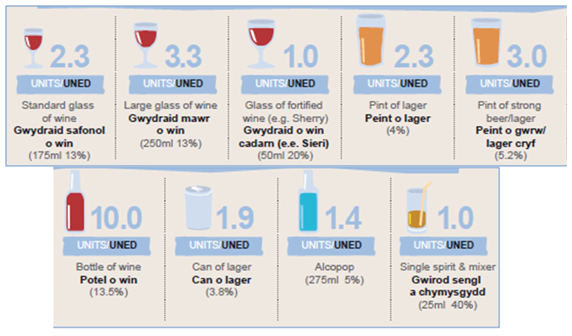 2.3
UNITS/UNED
Standard glass
of wine
Gwydraid safonol
o win
(175ml 13%)
3.3
UNITS/UNED
Large glass of wine
Gwydraid mawr
o win
(250ml 13%)
1.0
UNITS/UNED
Glass of fortified
wine (e.g. Sherry)
Gwydraid o win
cadarn (e.e. Sieri)
(50ml 20%)
2.3
UNITS/UNED
Pint of lager
Peint o lager
(4%)
3.0
UNITS/UNED
Pint of strong
beer/lager
Peint o gwrw/
lager cryf
(5.2%)
10.0
UNITS/UNED
Bottle of wine
Potel o win
(13.5%)
1.9
UNITS/UNED
Can of lager
Can o lager
(3.8%)
1.4
UNITS/UNED
Alcopop
(275ml 5%)
1.0
UNITS/UNED
Single spirit & mixer
Gwirod sengl
a chymysgydd
(25ml 40%)